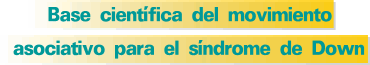 Base científica del movimiento
asociativo para el síndrome de Down